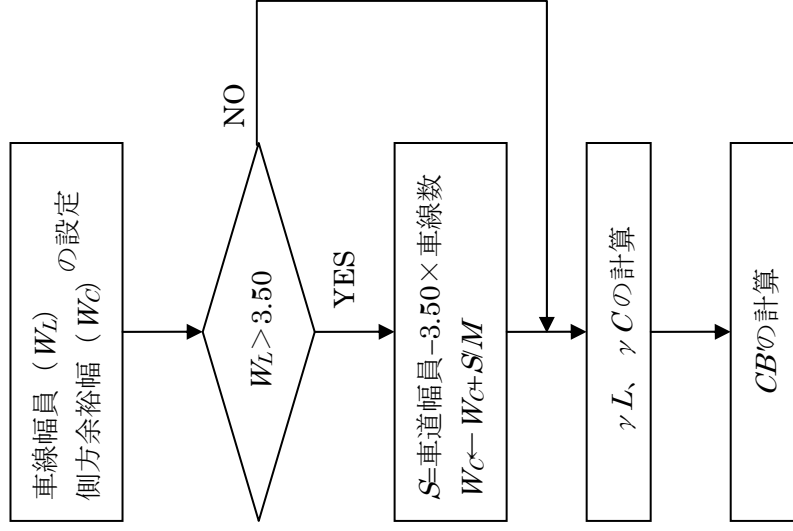 車線幅員（WL）
側方余裕幅（WC）
の設定
WL＞3.50
NO
YES
S=車道幅員−3.50×車線数
WC← WC+S/M
γL、γCの計算
CB'の計算